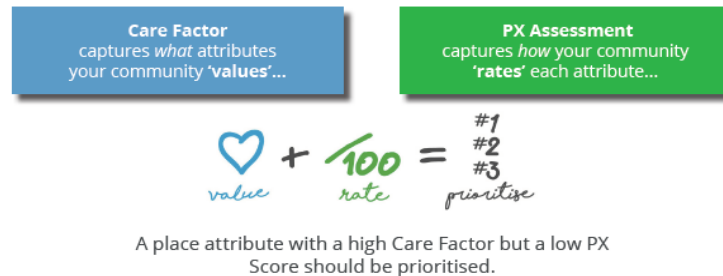 Care Factor
captures what attributes
your community 'values'...
PX Assessment
captures how your community
'rates' each attribute...
+ /100 =
#1
#2
#3
value
rate
prioritise
A place attribute with a high Care Factor but a low PX
Score should be prioritised.